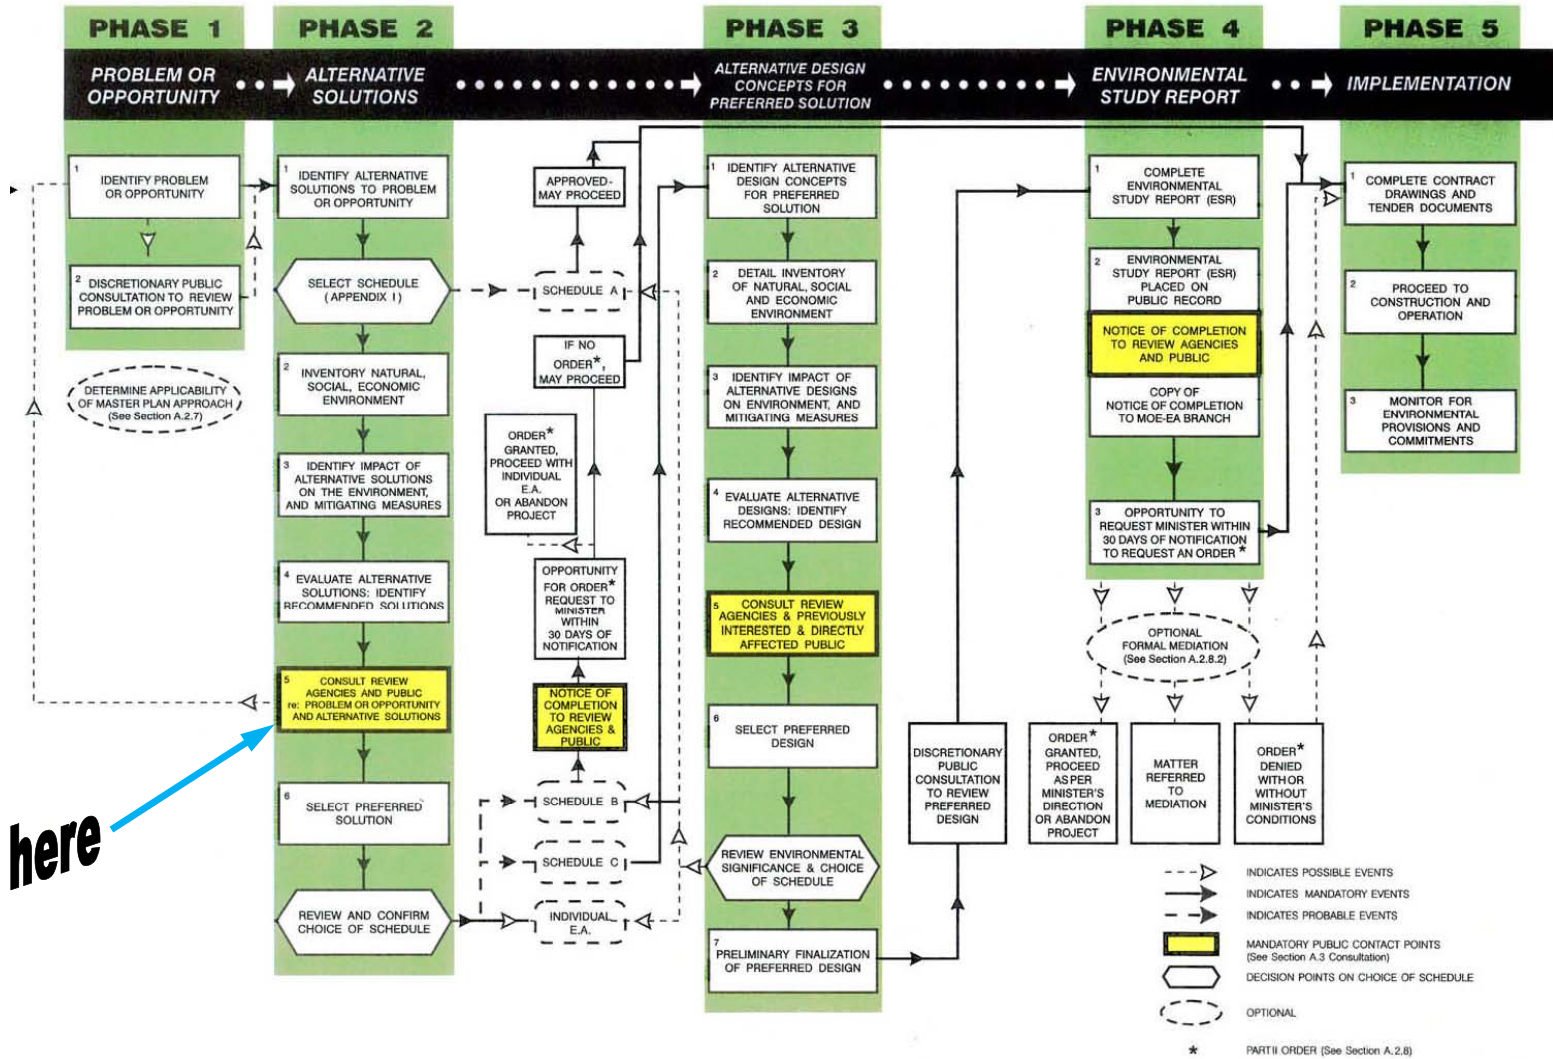 PHASE 1
PHASE 2
PHASE 3
PHASE 4
PHASE 5
PROBLEM OR
OPPORTUNITY
ALTERNATIVE
SOLUTIONS
ALTERNATIVE DESIGN
CONCEPTS FOR
PREFERRED SOLUTION
ENVIRONMENTAL
STUDY REPORT
IMPLEMENTATION
1
IDENTIFY PROBLEM
OR OPPORTUNITY
2
DISCRETIONARY PUBLIC
CONSULTATION TO REVIEW
PROBLEM OR OPPORTUNITY
DETERMINE APPLICABILITY
OF MASTER PLAN APPROACH
(See Section A.2.7)
1
IDENTIFY ALTERNATIVE
SOLUTIONS TO PROBLEM
OR OPPORTUNITY
SELECT SCHEDULE
(APPENDIX I)
2
INVENTORY NATURAL,
SOCIAL, ECONOMIC
ENVIRONMENT
3
IDENTIFY IMPACT OF
ALTERNATIVE SOLUTIONS
ON THE ENVIRONMENT,
AND MITIGATING MEASURES
4
EVALUATE ALTERNATIVE
SOLUTIONS: IDENTIFY
RECOMMENDED SOLUTIONS
5
CONSULT REVIEW
AGENCIES AND PUBLIC
re: PROBLEM OR OPPORTUNITY
AND ALTERNATIVE SOLUTIONS
6
SELECT PREFERRED
SOLUTION
REVIEW AND CONFIRM
CHOICE OF SCHEDULE
here
APPROVED-
MAY PROCEED
SCHEDULE A
IF NO
ORDER*,
MAY PROCEED
ORDER*
GRANTED,
PROCEED WITH
INDIVIDUAL
E.A.
OR ABANDON
PROJECT
OPPORTUNITY
FOR ORDER*
REQUEST TO
MINISTER
WITHIN
30 DAYS OF
NOTIFICATION
NOTICE OF
COMPLETION
TO REVIEW
AGENCIES &
PUBLIC
SCHEDULE B
SCHEDULE C
INDIVIDUAL
E.A.
1
IDENTIFY ALTERNATIVE
DESIGN CONCEPTS
FOR PREFERRED
SOLUTION
2
DETAIL INVENTORY
OF NATURAL, SOCIAL
AND ECONOMIC
ENVIRONMENT
3
IDENTIFY IMPACT OF
ALTERNATIVE DESIGNS
ON ENVIRONMENT, AND
MITIGATING MEASURES
4
EVALUATE ALTERNATIVE
DESIGNS: IDENTIFY
RECOMMENDED DESIGN
5
CONSULT REVIEW
AGENCIES & PREVIOUSLY
INTERESTED & DIRECTLY
AFFECTED PUBLIC
6
SELECT PREFERRED
DESIGN
REVIEW ENVIRONMENTAL
SIGNIFICANCE & CHOICE
OF SCHEDULE
7
PRELIMINARY FINALIZATION
OF PREFERRED DESIGN
DISCRETIONARY
PUBLIC
CONSULTATION
TO REVIEW
PREFERRED
DESIGN
1
COMPLETE
ENVIRONMENTAL
STUDY REPORT (ESR)
2
ENVIRONMENTAL
STUDY REPORT (ESR)
PLACED ON
PUBLIC RECORD
NOTICE OF COMPLETION
TO REVIEW AGENCIES
AND PUBLIC
COPY OF
NOTICE OF COMPLETION
TO MOE-EA BRANCH
3
OPPORTUNITY TO
REQUEST MINISTER WITHIN
30 DAYS OF NOTIFICATION
TO REQUEST AN ORDER*
OPTIONAL
FORMAL MEDIATION
(See Section A.2.8.2)
ORDER*
GRANTED,
PROCEED
AS PER
MINISTER'S
DIRECTION
OR ABANDON
PROJECT
MATTER
REFERRED
TO
MEDIATION
ORDER*
DENIED
WITH OR
WITHOUT
MINISTER'S
CONDITIONS
1
COMPLETE CONTRACT
DRAWINGS AND
TENDER DOCUMENTS
2
PROCEED TO
CONSTRUCTION AND
OPERATION
3
MONITOR FOR
ENVIRONMENTAL
PROVISIONS AND
COMMITMENTS
INDICATES POSSIBLE EVENTS
INDICATES MANDATORY EVENTS
INDICATES PROBABLE EVENTS
MANDATORY PUBLIC CONTACT POINTS
(See Section A.3 Consultation)
DECISION POINTS ON CHOICE OF SCHEDULE
OPTIONAL
* PART II ORDER (See Section A.2.8)